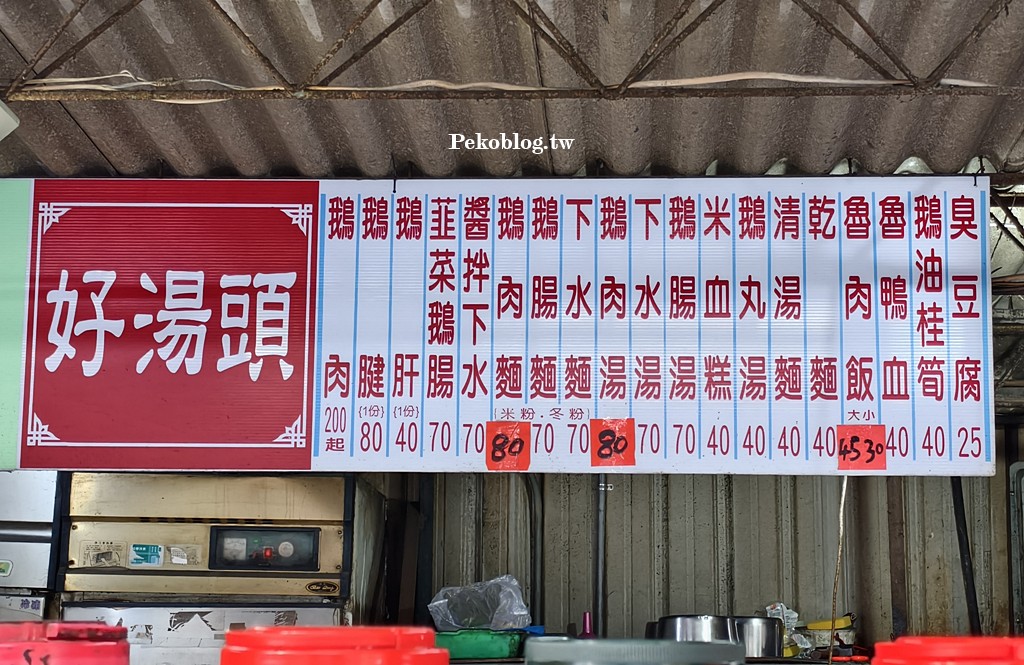 Pekoblog.tw
好湯頭
鵝肉 200起
鵝腱 (1份) 80
鵝肝 (1份) 40
韮菜鵝腸 70
醬拌下水 70
鵝肉麵 80
鵝腸麵 70
下水麵 70
(米粉.冬粉)
鵝肉湯 80
下水湯 70
鵝腸湯 70
米血糕 40
鵝丸湯 40
清湯麵 40
乾麵 40
魯肉飯 大小 45 30
魯鴨血 40
鵝油桂筍 40
臭豆腐 25